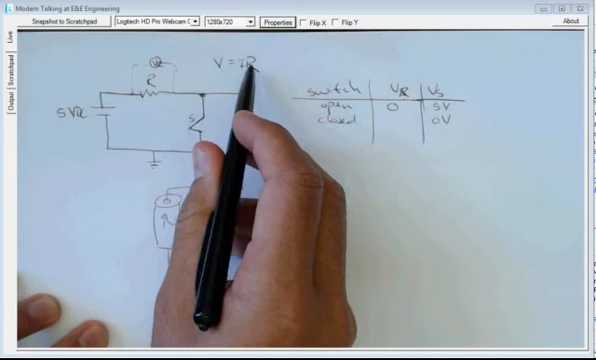 Modern Talking at E&E Engineering
Snapshot to Scratchpad
Logitech HD Pro Webcam C
1280x720
Properties
Flip X
Flip Y
About
Live
Scratchpad
Output
V = iR
R
5VDC
S
switch VR VS
open 0 5V
closed 0V